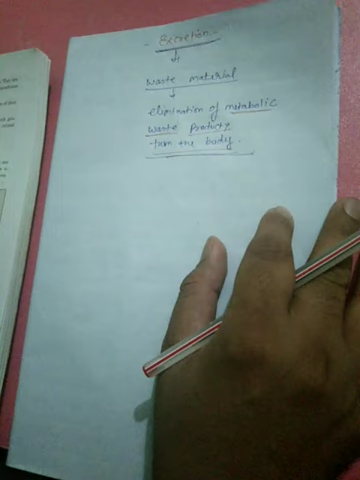 - Excretion -
waste material
elimination of metabolic
waste products
from the body.